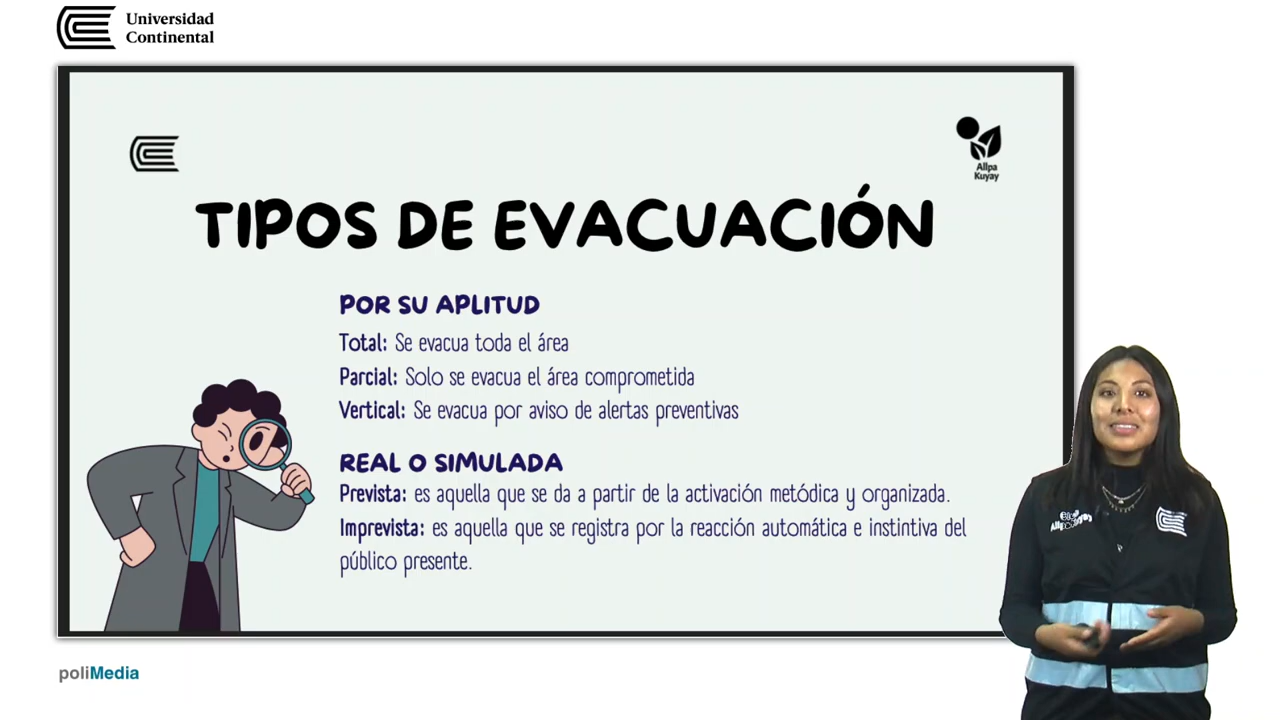 Universidad
Continental
Allpa
Kuyay
TIPOS DE EVACUACIÓN
POR SU APLITUD
Total: Se evacua toda el área
Parcial: Solo se evacua el área comprometida
Vertical: Se evacua por aviso de alertas preventivas
REAL O SIMULADA
Prevista: es aquella que se da a partir de la activación metódica y organizada.
Imprevista: es aquella que se registra por la reacción automática e instintiva del
público presente.
poliMedia